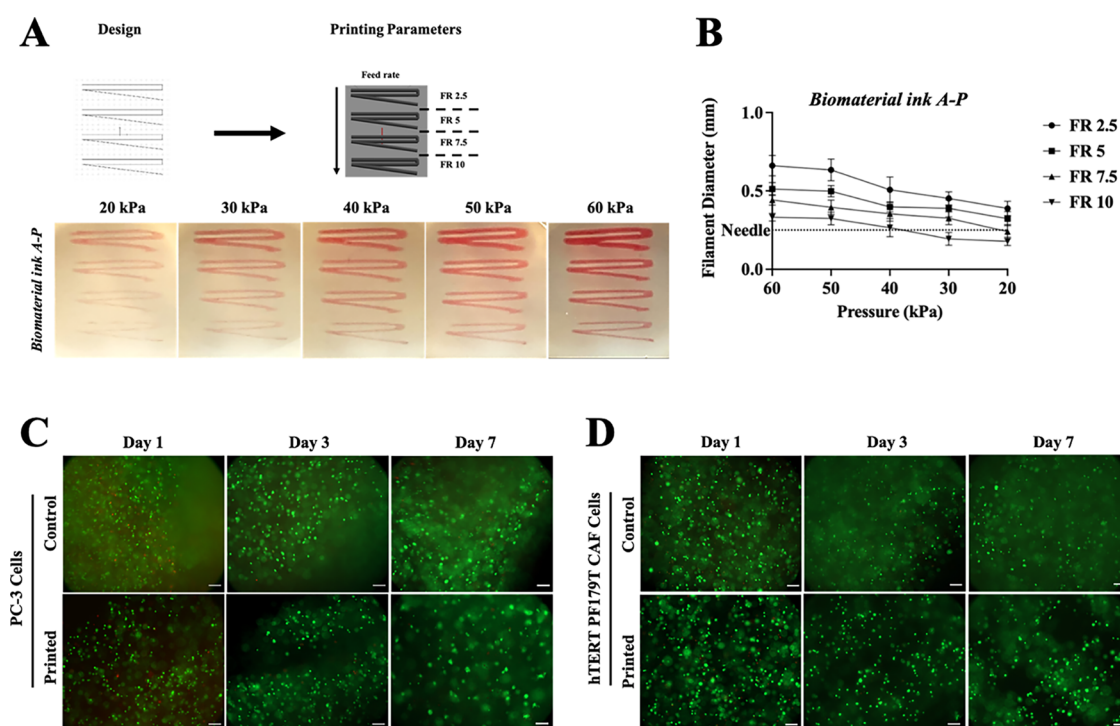 A
Design
Printing Parameters
Feed rate
FR 2.5
FR 5
FR 7.5
FR 10
20 kPa
30 kPa
40 kPa
50 kPa
60 kPa
Biomaterial ink A-P
B
Biomaterial ink A-P
Filament Diameter (mm)
1.0
0.5
Needle
0.0
60
50
40
30
20
Pressure (kPa)
FR 2.5
FR 5
FR 7.5
FR 10
C
Day 1
Day 3
Day 7
PC-3 Cells
Control
Printed
D
Day 1
Day 3
Day 7
hTERT PF179T CAF Cells
Control
Printed